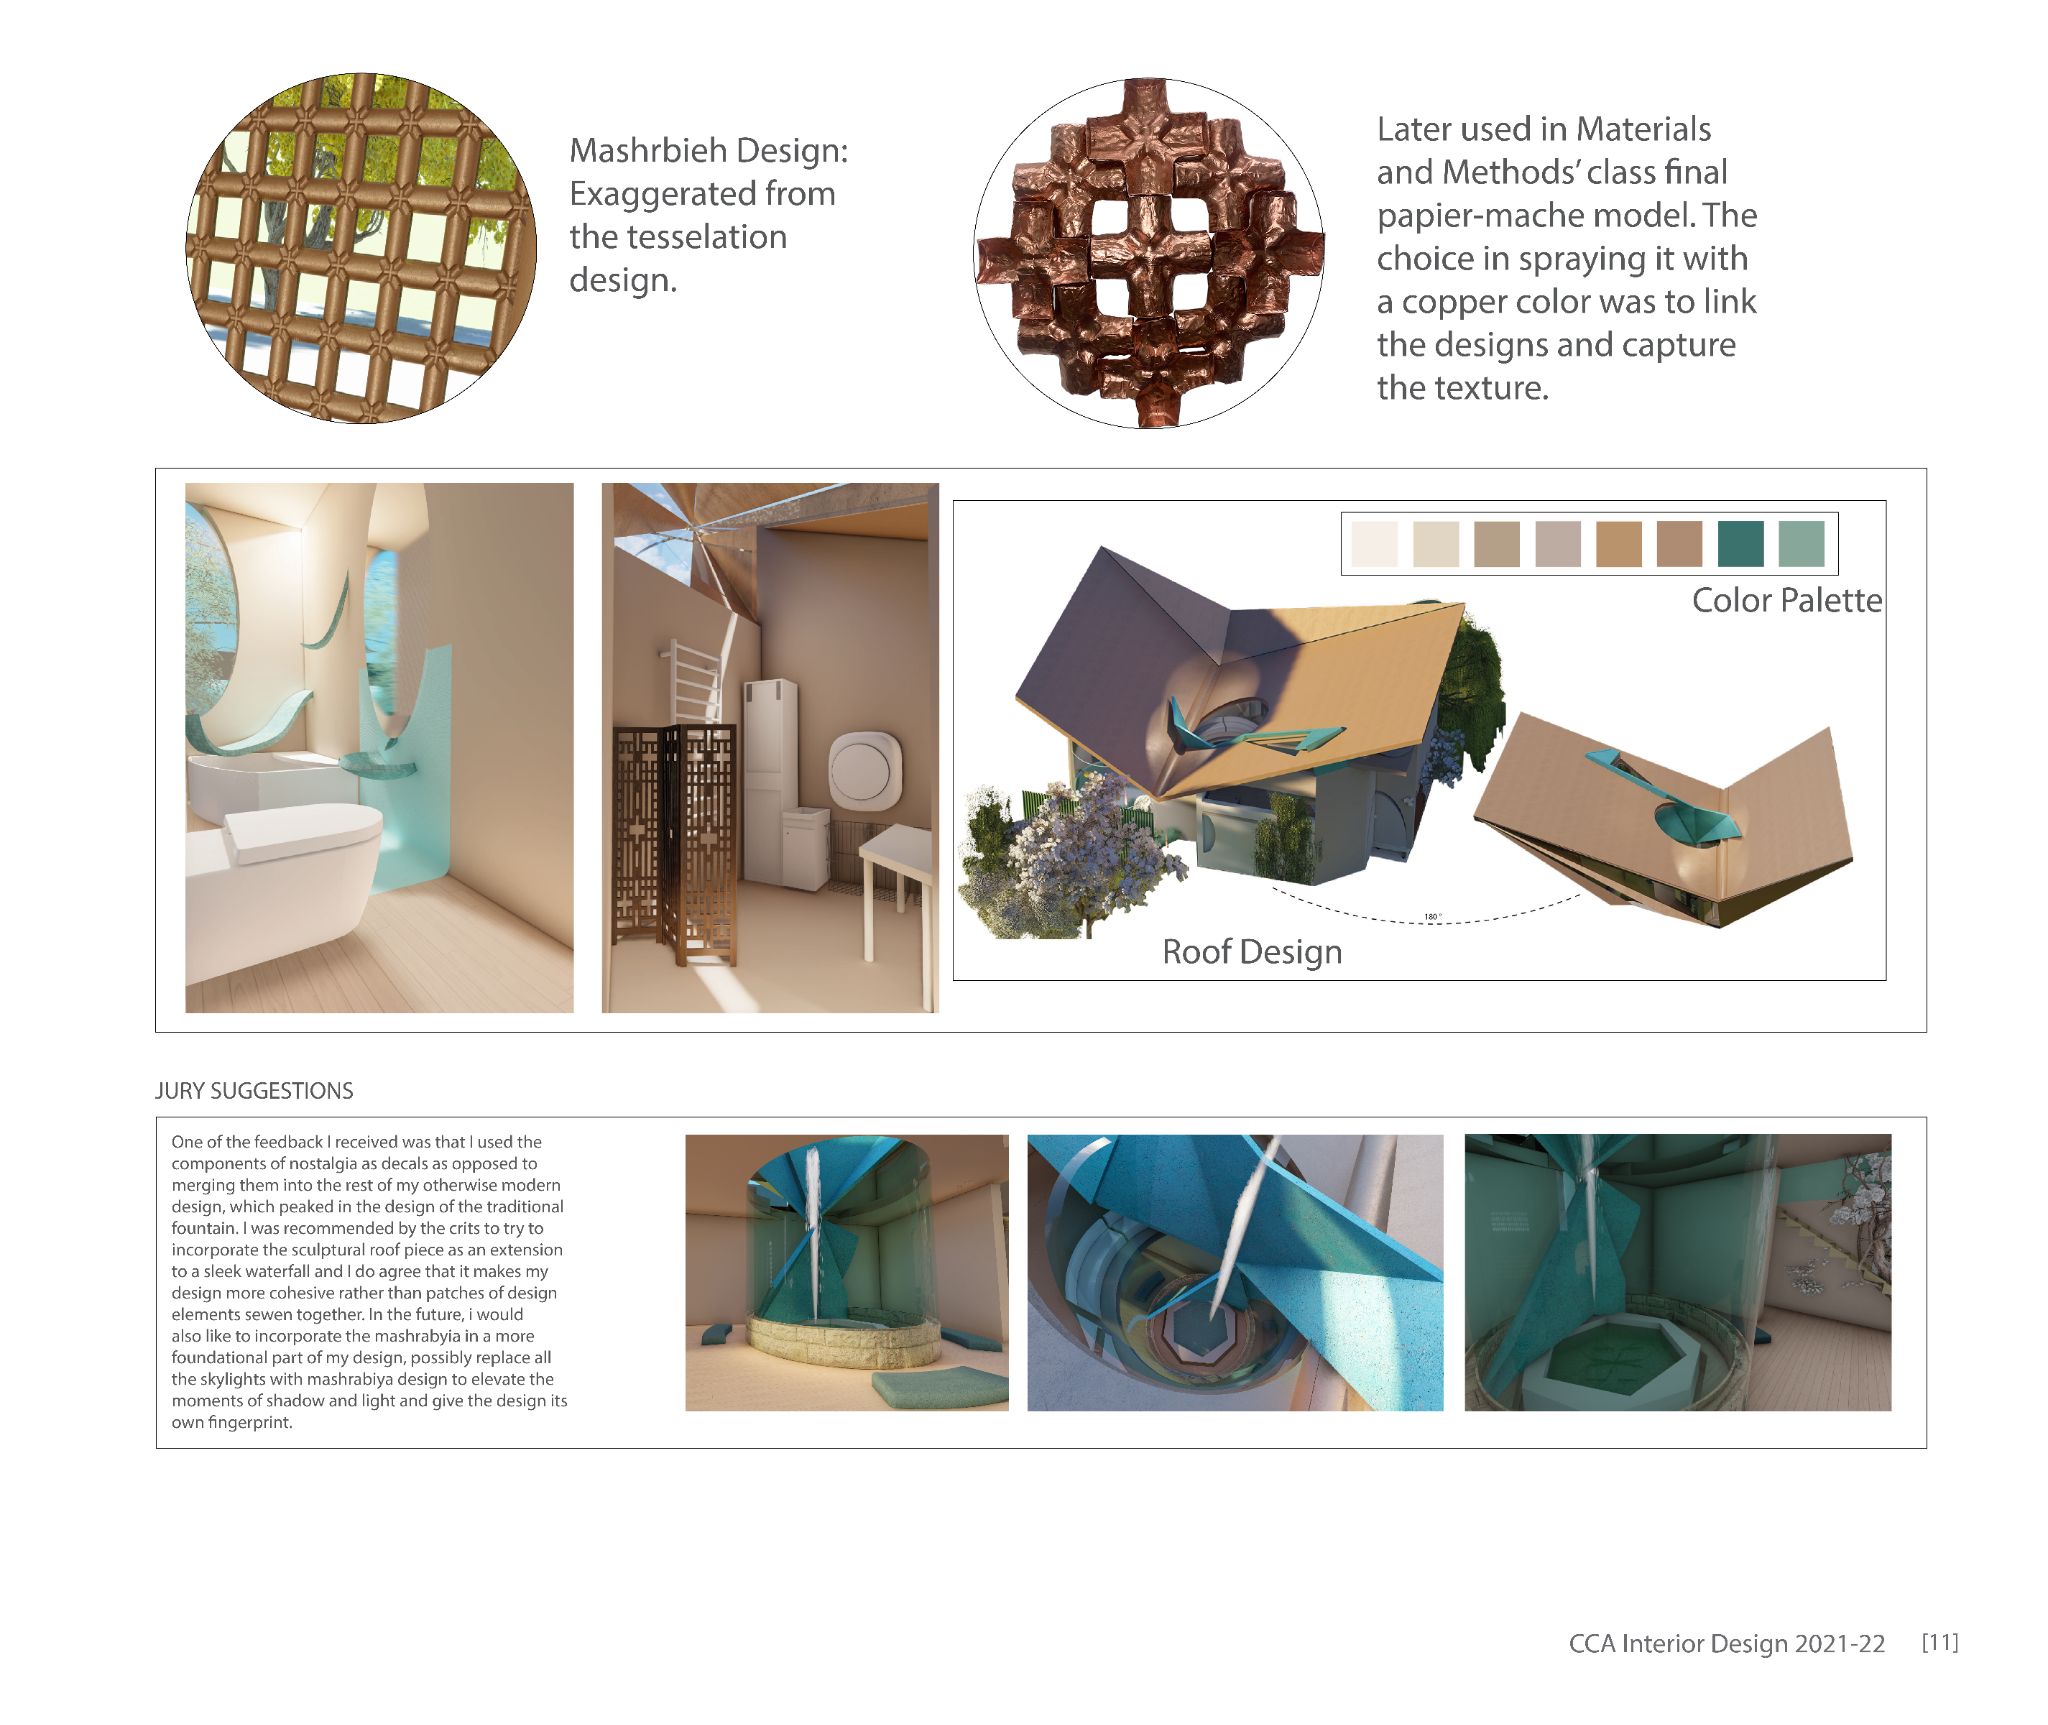 Mashrbieh Design:
Exaggerated from
the tesselation
design.
Later used in Materials
and Methods’ class final
papier-mache model. The
choice in spraying it with
a copper color was to link
the designs and capture
the texture.
Color Palette
180 °
Roof Design
JURY SUGGESTIONS
One of the feedback I received was that I used the
components of nostalgia as decals as opposed to
merging them into the rest of my otherwise modern
design, which peaked in the design of the traditional
fountain. I was recommended by the crits to try to
incorporate the sculptural roof piece as an extension
to a sleek waterfall and I do agree that it makes my
design more cohesive rather than patches of design
elements sewen together. In the future, i would
also like to incorporate the mashrabyia in a more
foundational part of my design, possibly replace all
the skylights with mashrabiya design to elevate the
moments of shadow and light and give the design its
own fingerprint.
CCA Interior Design 2021-22 [11]